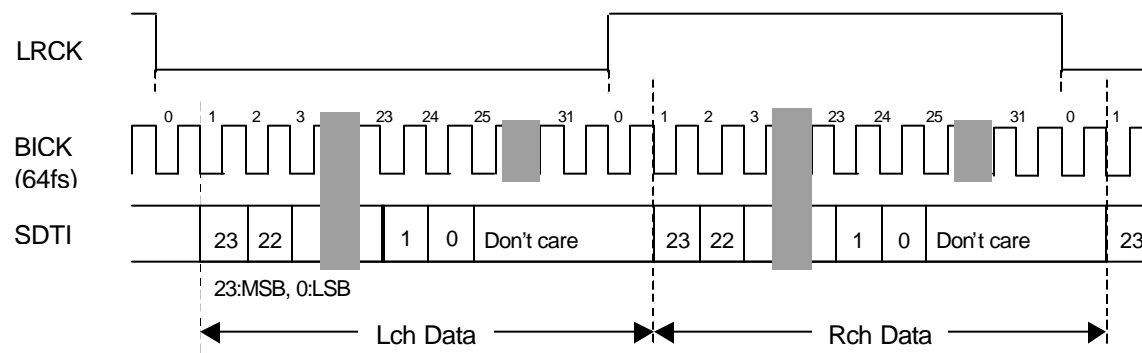 LRCK
0 1 2 3 23 24 25 31 0 1 2 3 23 24 25 31 0 1
BICK
(64fs)
SDTI 23 22 1 0 Don't care 23 22 1 0 Don't care 23
23:MSB, 0:LSB
Lch Data Rch Data